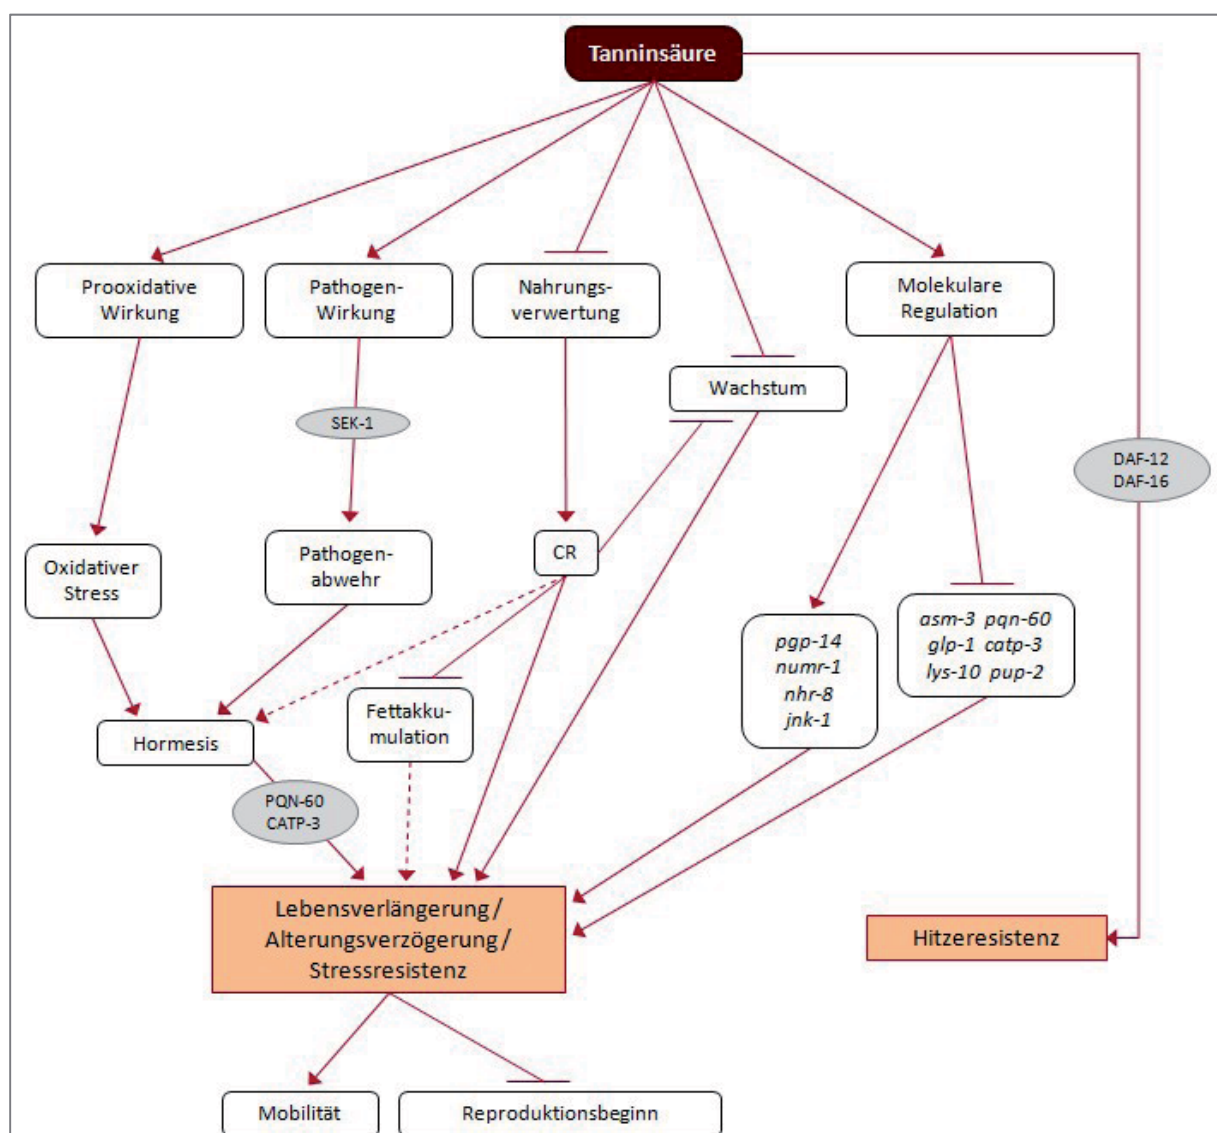 Tanninsäure
Prooxidative
Wirkung
Pathogen-
Wirkung
Nahrungs-
verwertung
Molekulare
Regulation
Wachstum
SEK-1
DAF-12
DAF-16
Oxidativer
Stress
Pathogen-
abwehr
CR
pgp-14
numr-1
nhr-8
jnk-1
asm-3 pqn-60
glp-1 catp-3
lys-10 pup-2
Hormesis
Fettakku-
mulation
PQN-60
CATP-3
Lebensverlängerung/
Alterungsverzögerung/
Stressresistenz
Hitzeresistenz
Mobilität
Reproduktionsbeginn